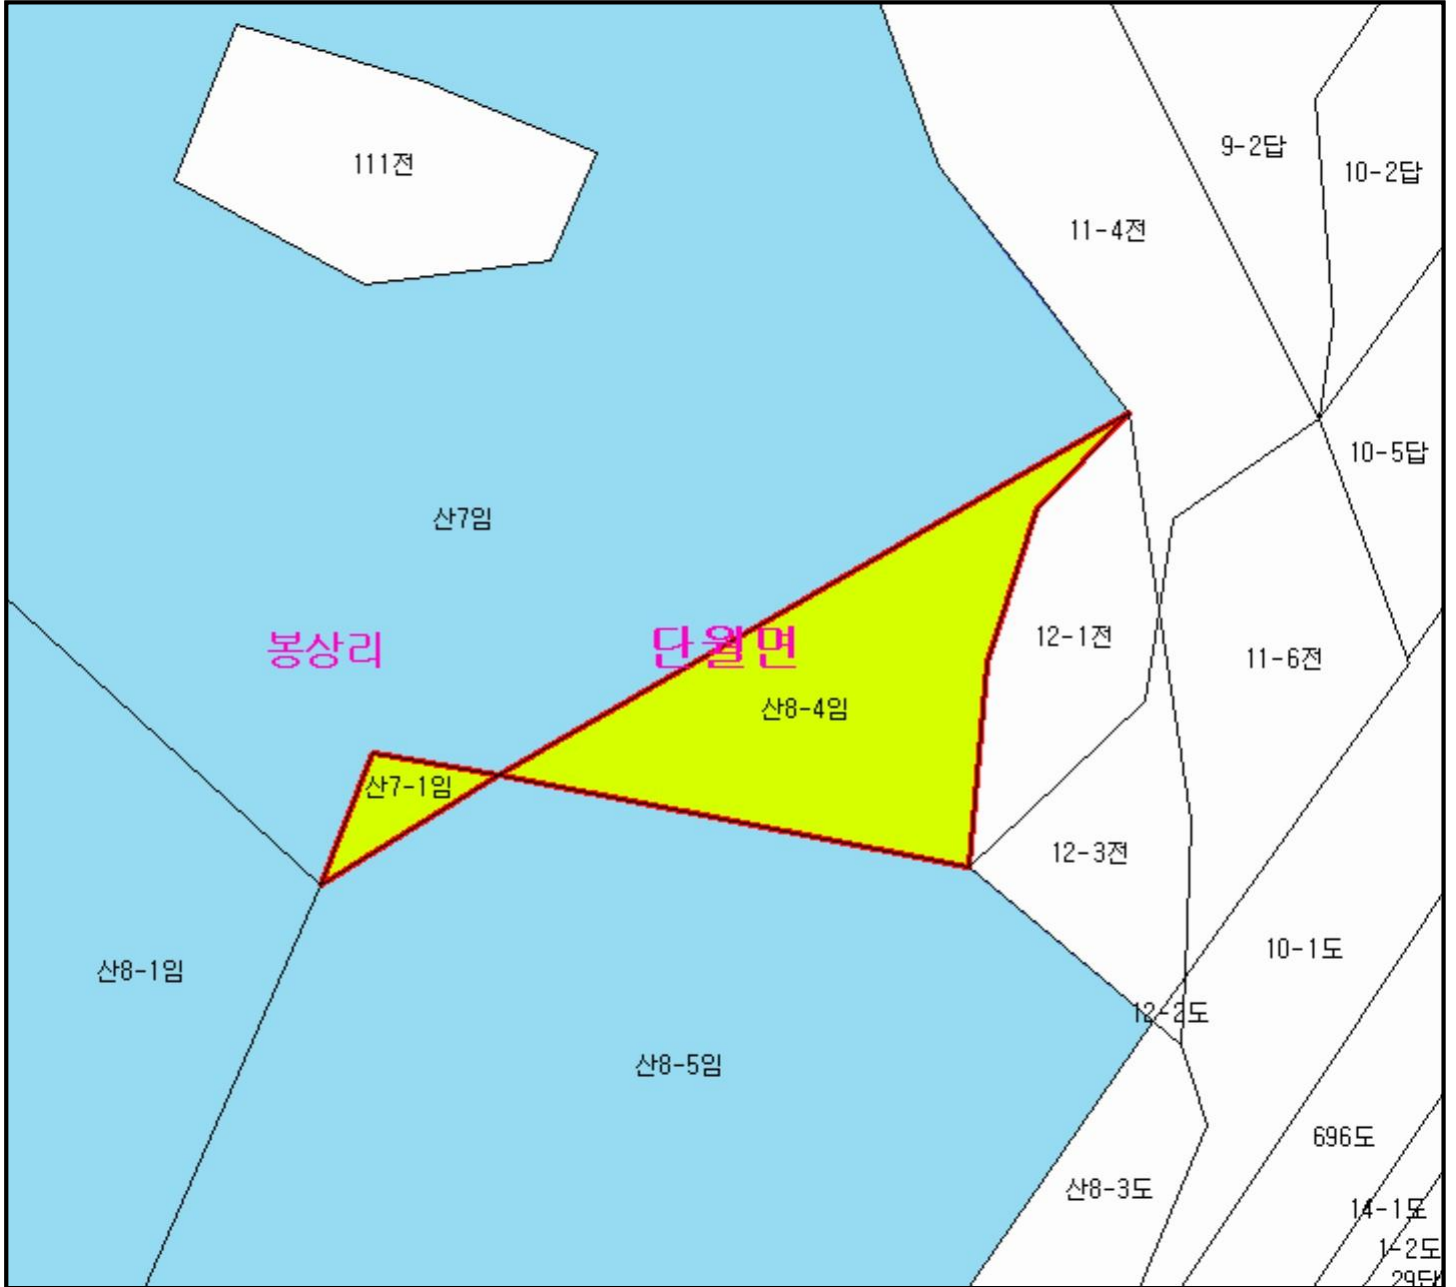 9-2답
111전
10-2답
11-4전
10-5답
산7임
12-1전
봉상리
단월면
11-6전
산8-4임
산7-1임
12-3전
10-1도
산8-1임
12-2도
산8-5임
696도
산8-3도
14-1도
1-2도
29답